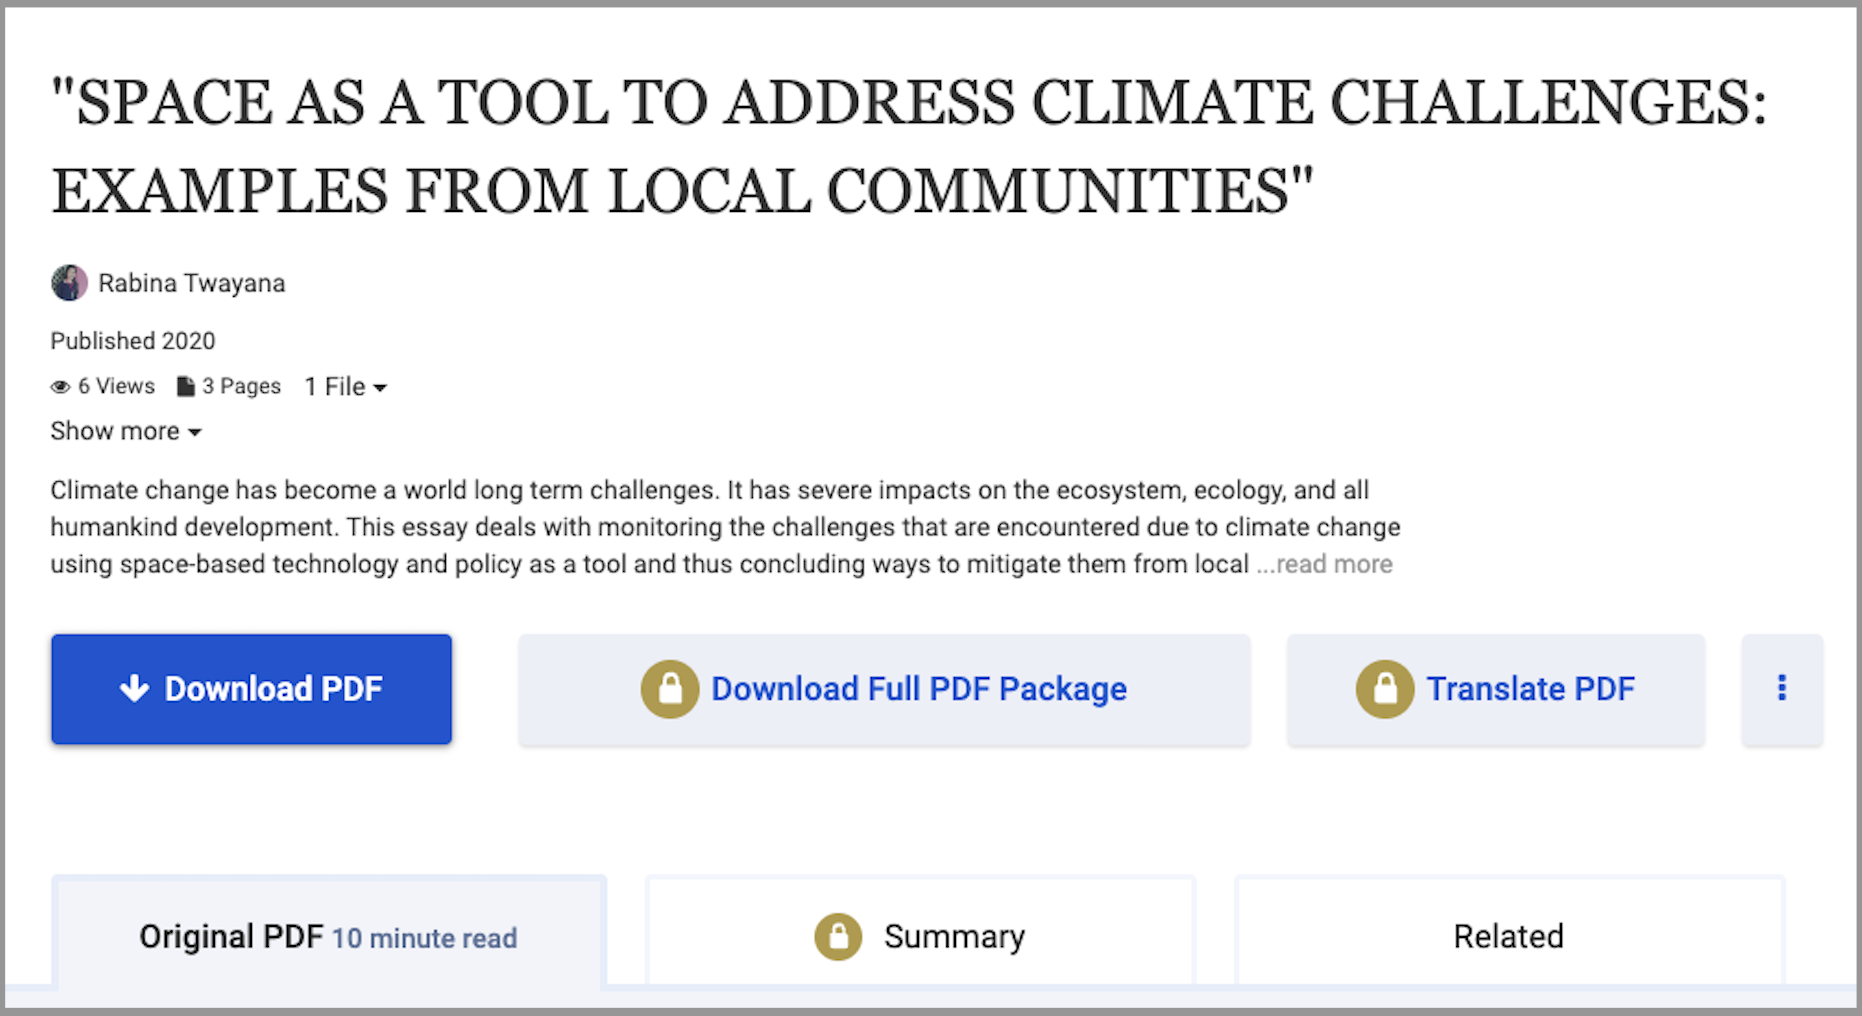 "SPACE AS A TOOL TO ADDRESS CLIMATE CHALLENGES:
EXAMPLES FROM LOCAL COMMUNITIES"
Rabina Twayana
Published 2020
6 Views 3 Pages 1 File
Show more
Climate change has become a world long term challenges. It has severe impacts on the ecosystem, ecology, and all
humankind development. This essay deals with monitoring the challenges that are encountered due to climate change
using space-based technology and policy as a tool and thus concluding ways to mitigate them from local ...read more
Download PDF Download Full PDF Package Translate PDF
Original PDF 10 minute read Summary Related